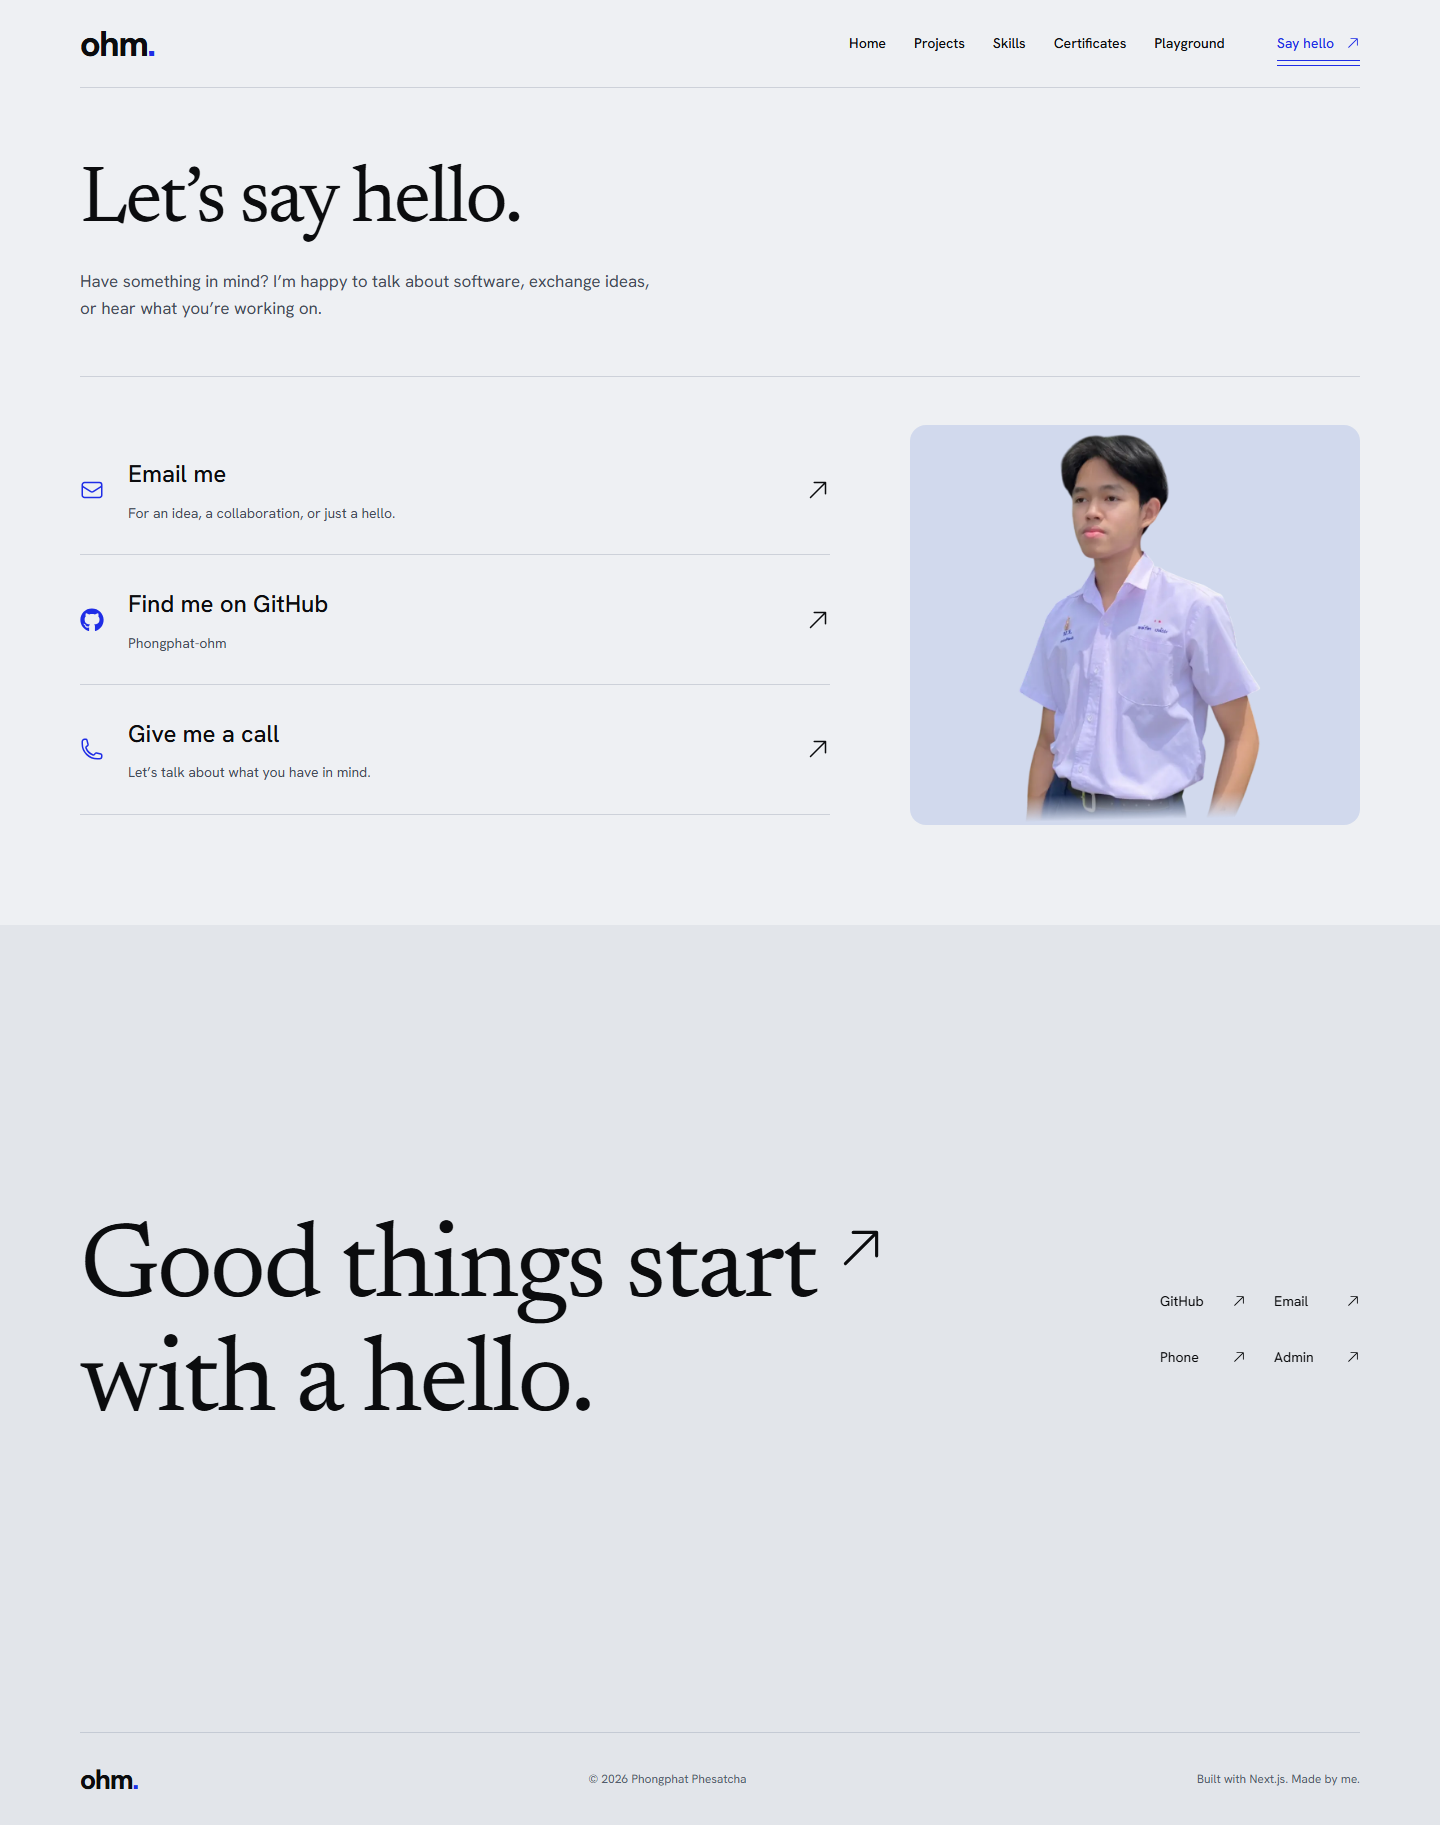 ohm.
Home Projects Skills Certificates Playground Say hello
Let’s say hello.
Have something in mind? I’m happy to talk about software, exchange ideas,
or hear what you’re working on.
Email me
For an idea, a collaboration, or just a hello.
Find me on GitHub
Phongphat-ohm
Give me a call
Let’s talk about what you have in mind.
Good things start
with a hello.
GitHub Email
Phone Admin
ohm.
© 2026 Phongphat Phesatcha
Built with Next.js. Made by me.